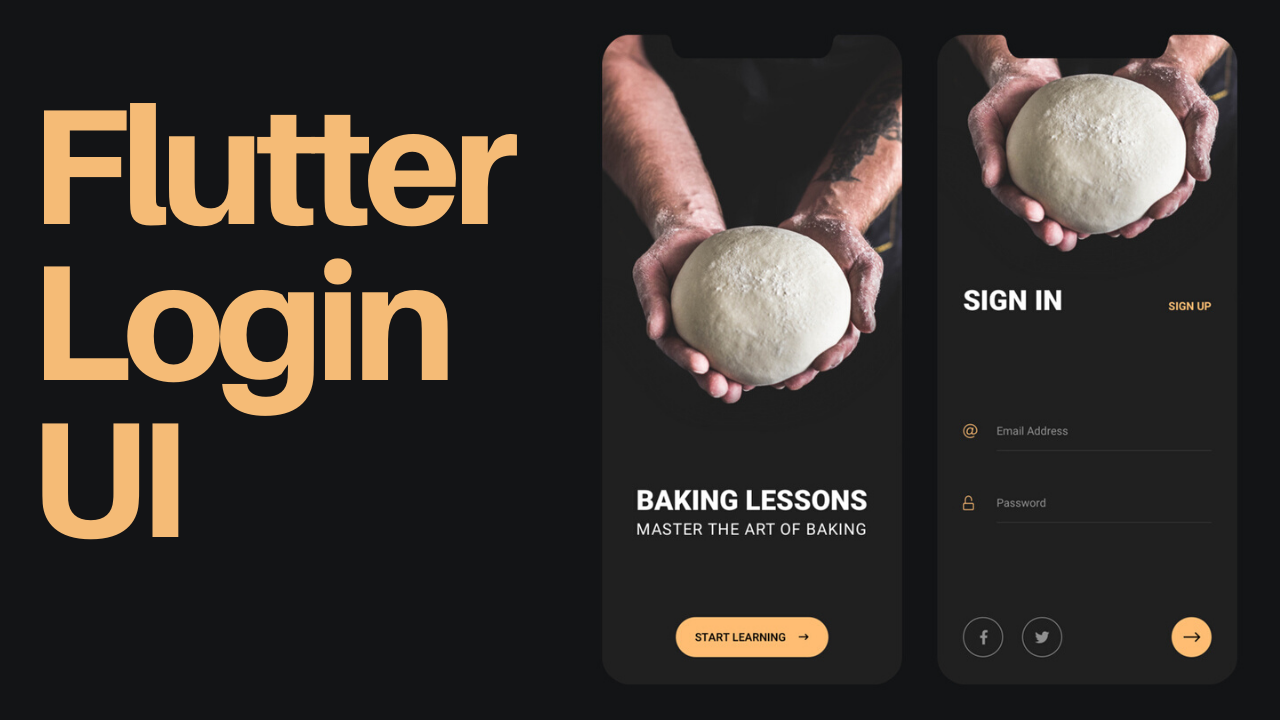 Flutter
Login
UI
BAKING LESSONS
MASTER THE ART OF BAKING
START LEARNING
SIGN IN
SIGN UP
@ Email Address
Password